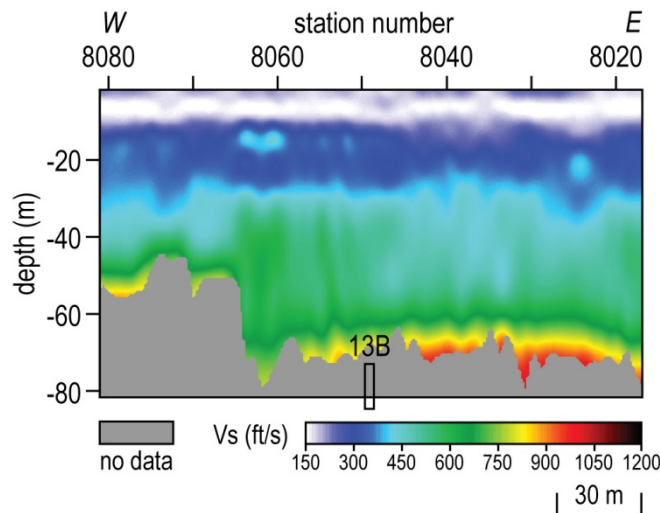 W station number E
8080 8060 8040 8020
depth (m)
-20
-40
-60
-80
13B
no data
Vs (ft/s)
150 300 450 600 750 900 1050 1200
30 m